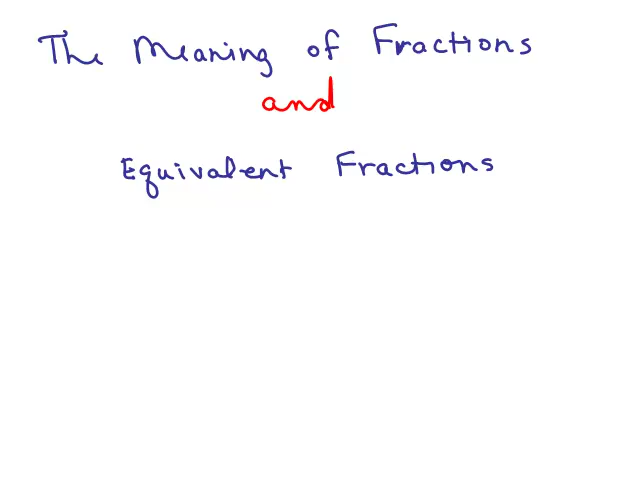 The Meaning of Fractions
and
Equivalent Fractions